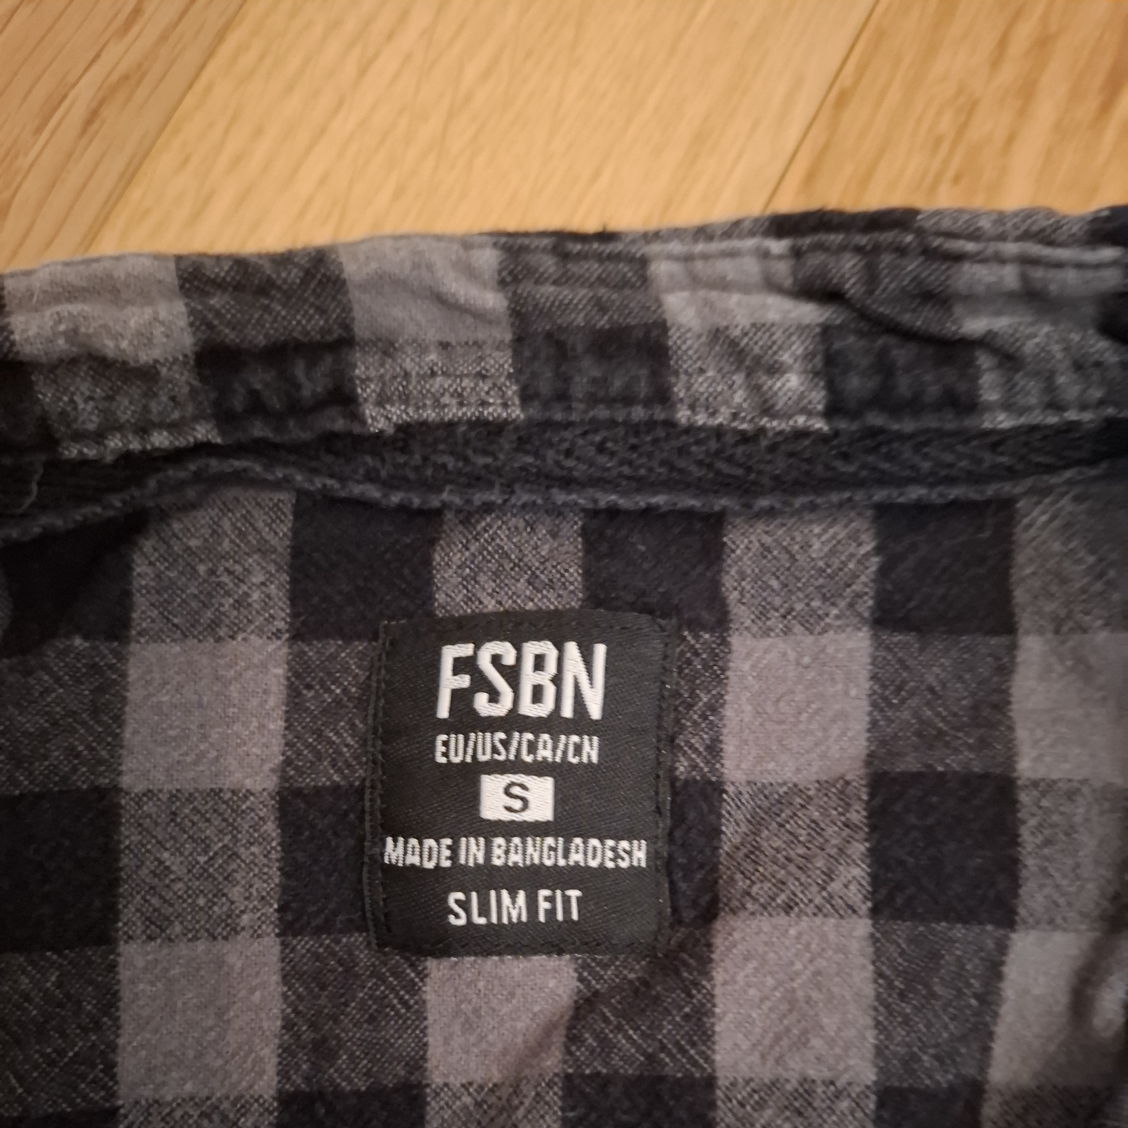 FSBN
EU/US/CA/CN
S
MADE IN BANGLADESH
SLIM FIT